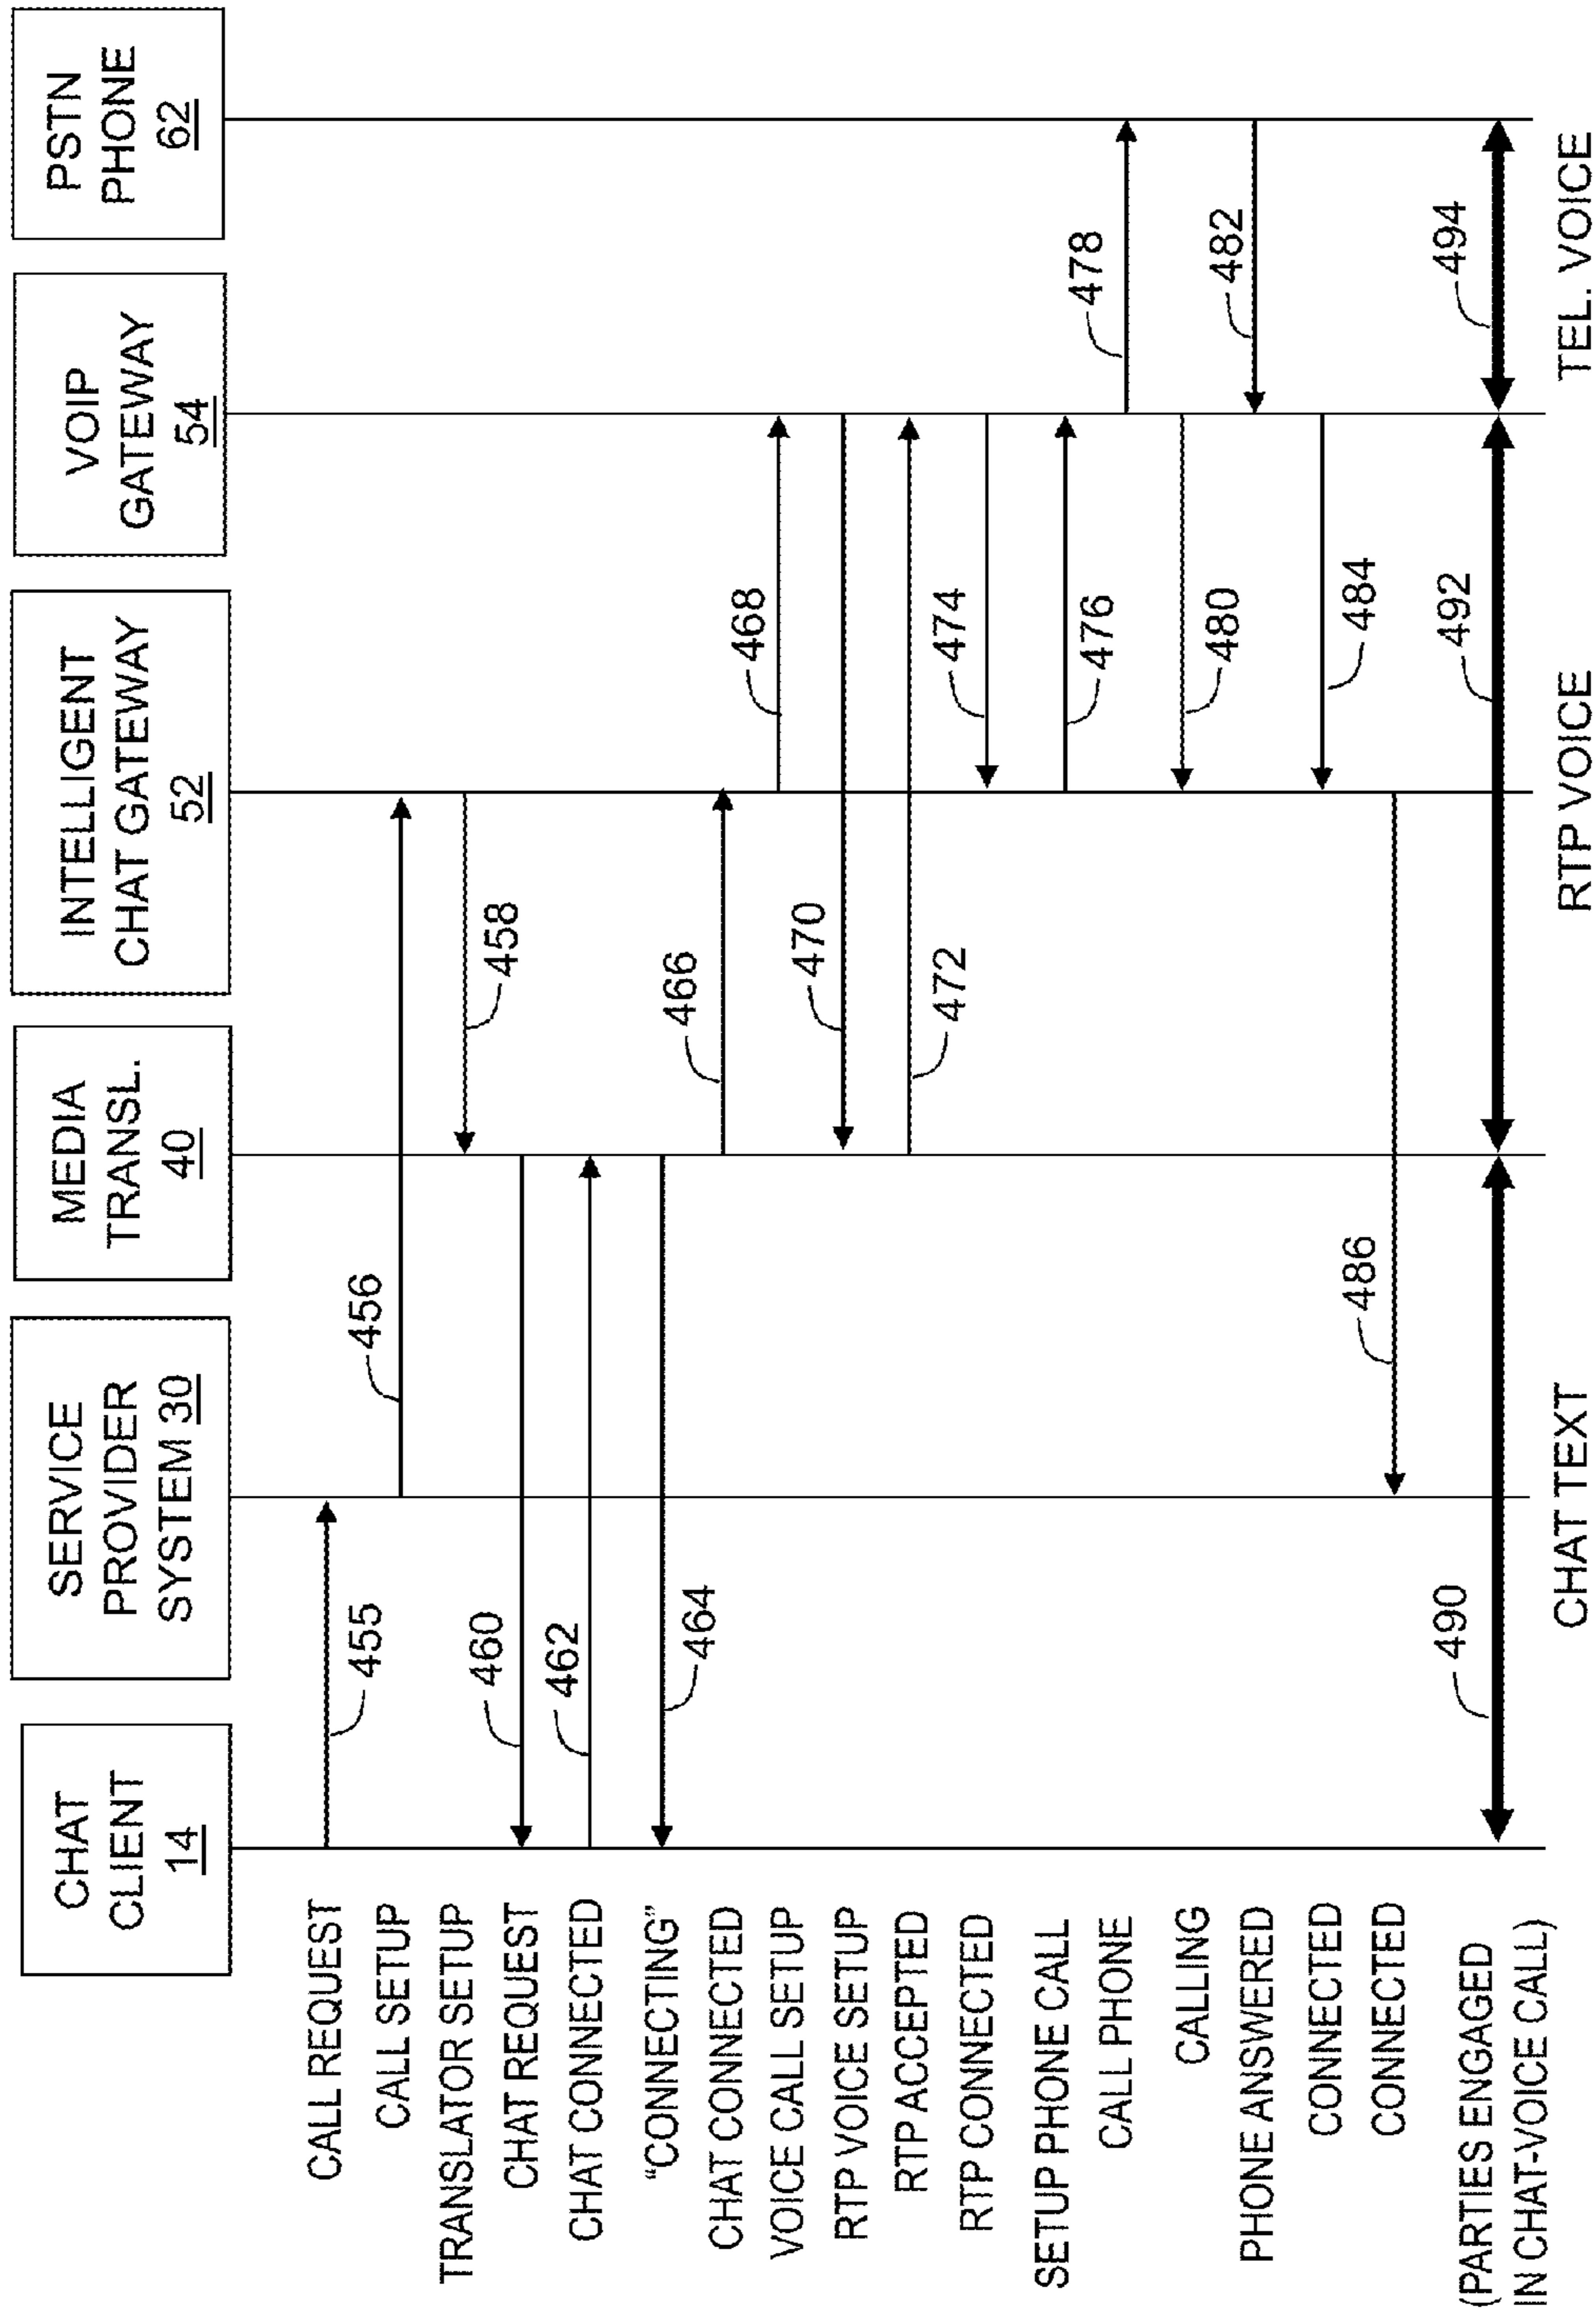 CHAT
CLIENT
14
SERVICE
PROVIDER
SYSTEM 30
MEDIA
TRANSL.
40
INTELLIGENT
CHAT GATEWAY
52
VOIP
GATEWAY
54
PSTN
PHONE
62
CALL REQUEST
455
CALL SETUP
456
TRANSLATOR SETUP
458
CHAT REQUEST
460
CHAT CONNECTED
462
“CONNECTING”
464
CHAT CONNECTED
466
VOICE CALL SETUP
468
RTP VOICE SETUP
470
RTP ACCEPTED
472
RTP CONNECTED
474
SETUP PHONE CALL
476
CALL PHONE
478
CALLING
480
PHONE ANSWERED
482
CONNECTED
484
CONNECTED
486
(PARTIES ENGAGED
IN CHAT-VOICE CALL)
490
492
494
CHAT TEXT
RTP VOICE
TEL. VOICE